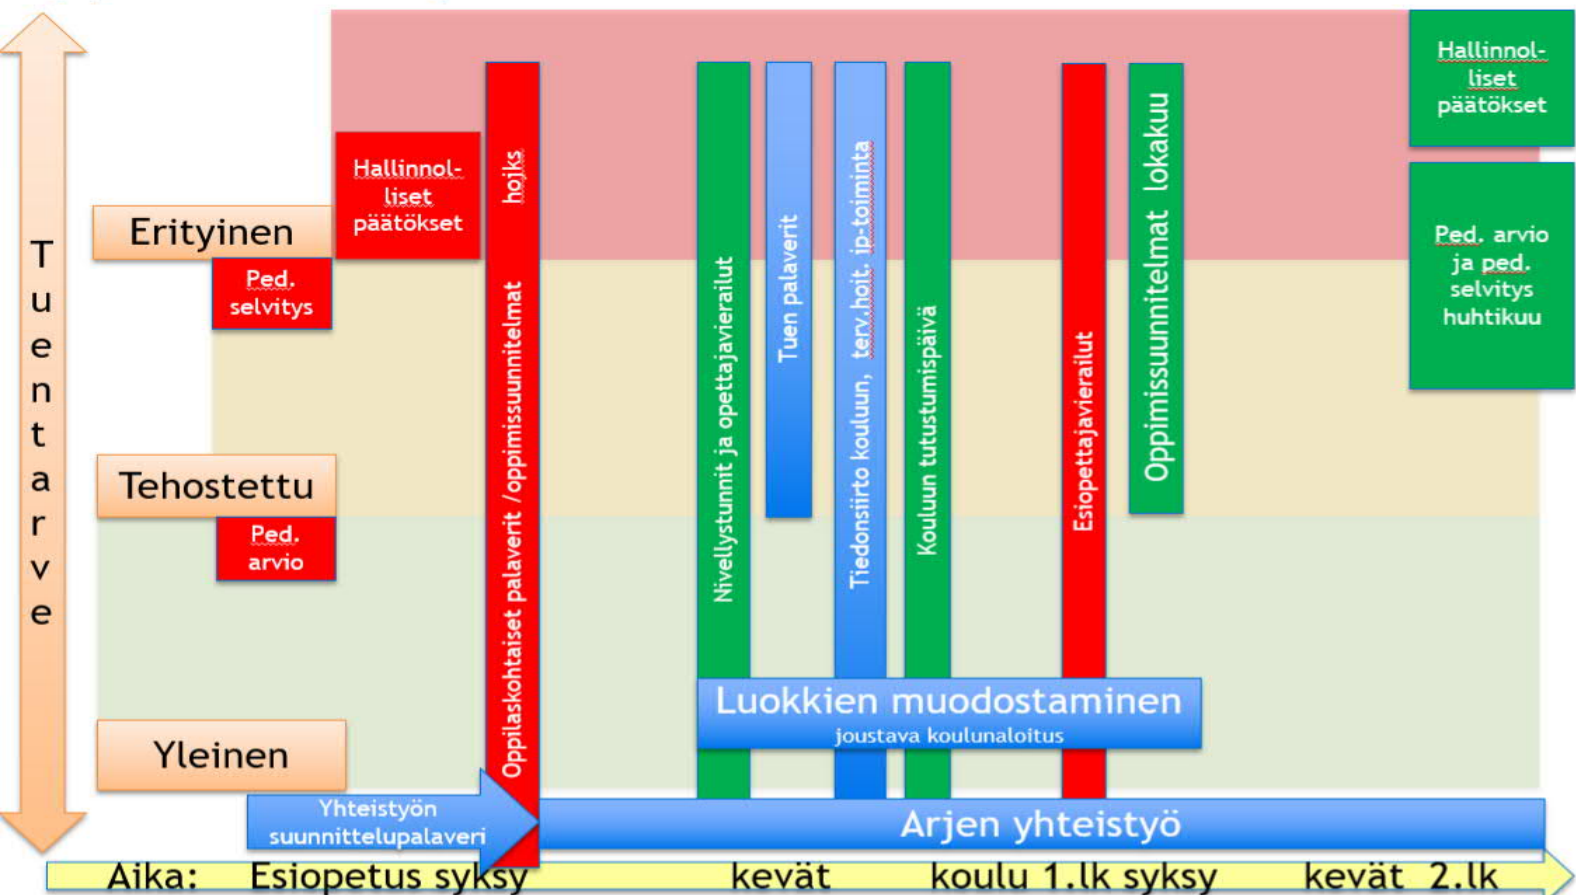 Tuentarve
Erityinen
Ped.
selvitys
Tehostettu
Ped.
arvio
Yleinen
Hallinnol-
liset
päätökset
Oppilaskohtaiset palaverit /oppimissuunnitelmat hojks
Nivellystunnit ja opettajavierailut
Tuen palaverit
Tiedonsiirto kouluun, terv.hoit. ip-toiminta
Kouluun tutustumispäivä
Esiopettajavierailut
Oppimissuunnitelmat lokakuu
Hallinnol-
liset
päätökset
Ped. arvio
ja ped.
selvitys
huhtikuu
Luokkien muodostaminen
joustava koulunaloitus
Yhteistyön
suunnittelupalaveri
Arjen yhteistyö
Aika: Esiopetus syksy kevät koulu 1.lk syksy kevät 2.lk